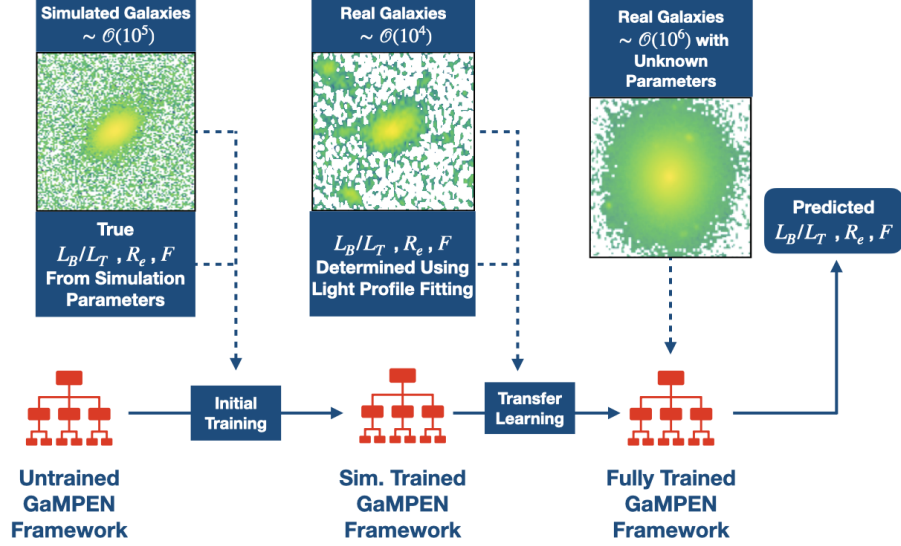 Simulated Galaxies
~ 𝒪(10⁵)
True
L_B/L_T , R_e , F
From Simulation
Parameters
Real Galaxies
~ 𝒪(10⁴)
L_B/L_T , R_e , F
Determined Using
Light Profile Fitting
Real Galaxies
~ 𝒪(10⁶) with
Unknown
Parameters
Predicted
L_B/L_T , R_e , F
Initial
Training
Transfer
Learning
Untrained
GaMPEN
Framework
Sim. Trained
GaMPEN
Framework
Fully Trained
GaMPEN
Framework